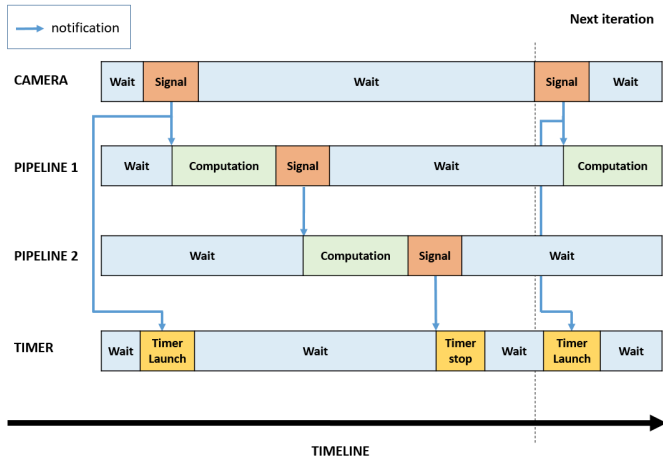 Next iteration
notification
CAMERA
Wait Signal Wait Signal Wait
PIPELINE 1
Wait Computation Signal Wait Computation
PIPELINE 2
Wait Computation Signal Wait
TIMER
Wait Timer Launch Wait Timer stop Wait Timer Launch Wait
TIMELINE